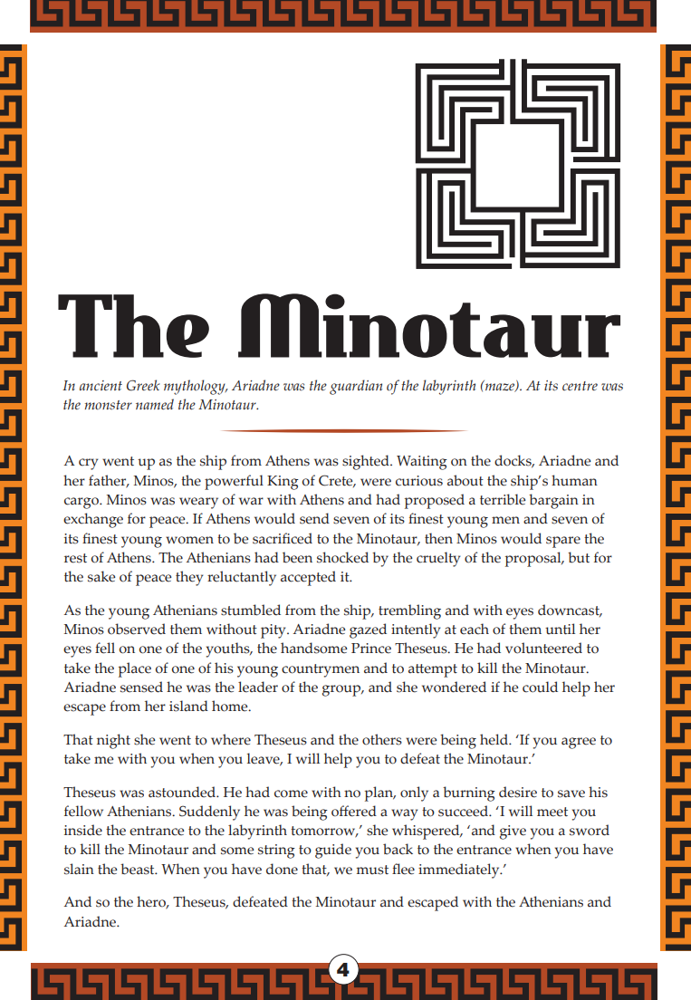 The Minotaur
In ancient Greek mythology, Ariadne was the guardian of the labyrinth (maze). At its centre was
the monster named the Minotaur.
A cry went up as the ship from Athens was sighted. Waiting on the docks, Ariadne and
her father, Minos, the powerful King of Crete, were curious about the ship’s human
cargo. Minos was weary of war with Athens and had proposed a terrible bargain in
exchange for peace. If Athens would send seven of its finest young men and seven of
its finest young women to be sacrificed to the Minotaur, then Minos would spare the
rest of Athens. The Athenians had been shocked by the cruelty of the proposal, but for
the sake of peace they reluctantly accepted it.
As the young Athenians stumbled from the ship, trembling and with eyes downcast,
Minos observed them without pity. Ariadne gazed intently at each of them until her
eyes fell on one of the youths, the handsome Prince Theseus. He had volunteered to
take the place of one of his young countrymen and to attempt to kill the Minotaur.
Ariadne sensed he was the leader of the group, and she wondered if he could help her
escape from her island home.
That night she went to where Theseus and the others were being held. ‘If you agree to
take me with you when you leave, I will help you to defeat the Minotaur.’
Theseus was astounded. He had come with no plan, only a burning desire to save his
fellow Athenians. Suddenly he was being offered a way to succeed. ‘I will meet you
inside the entrance to the labyrinth tomorrow,’ she whispered, ‘and give you a sword
to kill the Minotaur and some string to guide you back to the entrance when you have
slain the beast. When you have done that, we must flee immediately.’
And so the hero, Theseus, defeated the Minotaur and escaped with the Athenians and
Ariadne.
4